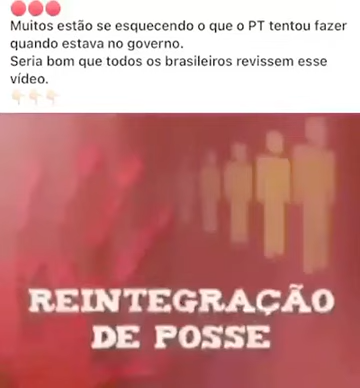 Muitos estão se esquecendo o que o PT tentou fazer
quando estava no governo.
Seria bom que todos os brasileiros revissem esse
vídeo.
REINTEGRAÇÃO
DE POSSE